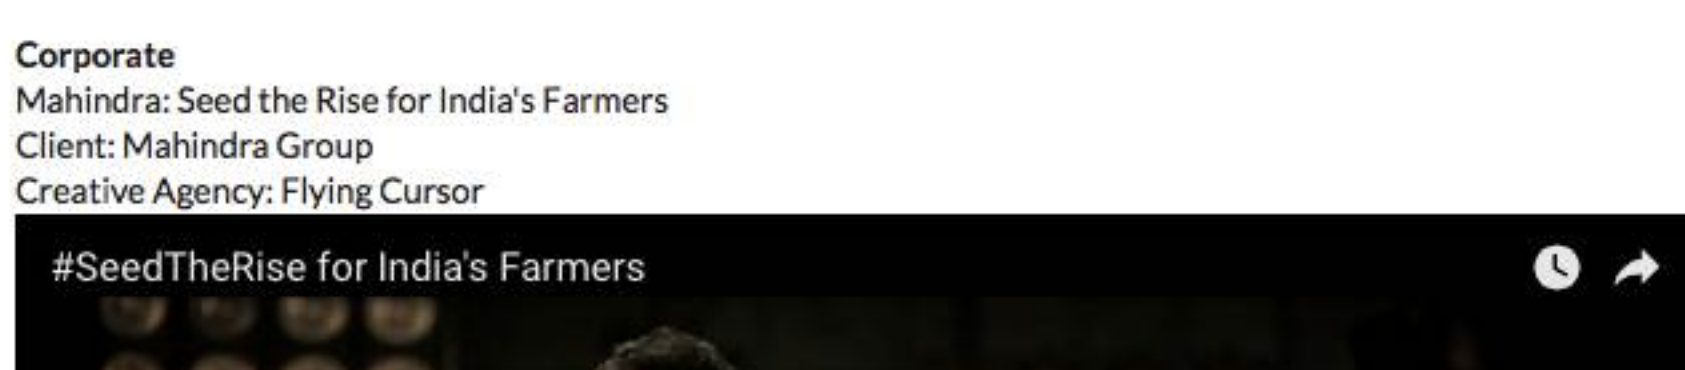 Corporate
Mahindra: Seed the Rise for India's Farmers
Client: Mahindra Group
Creative Agency: Flying Cursor
#SeedTheRise for India's Farmers